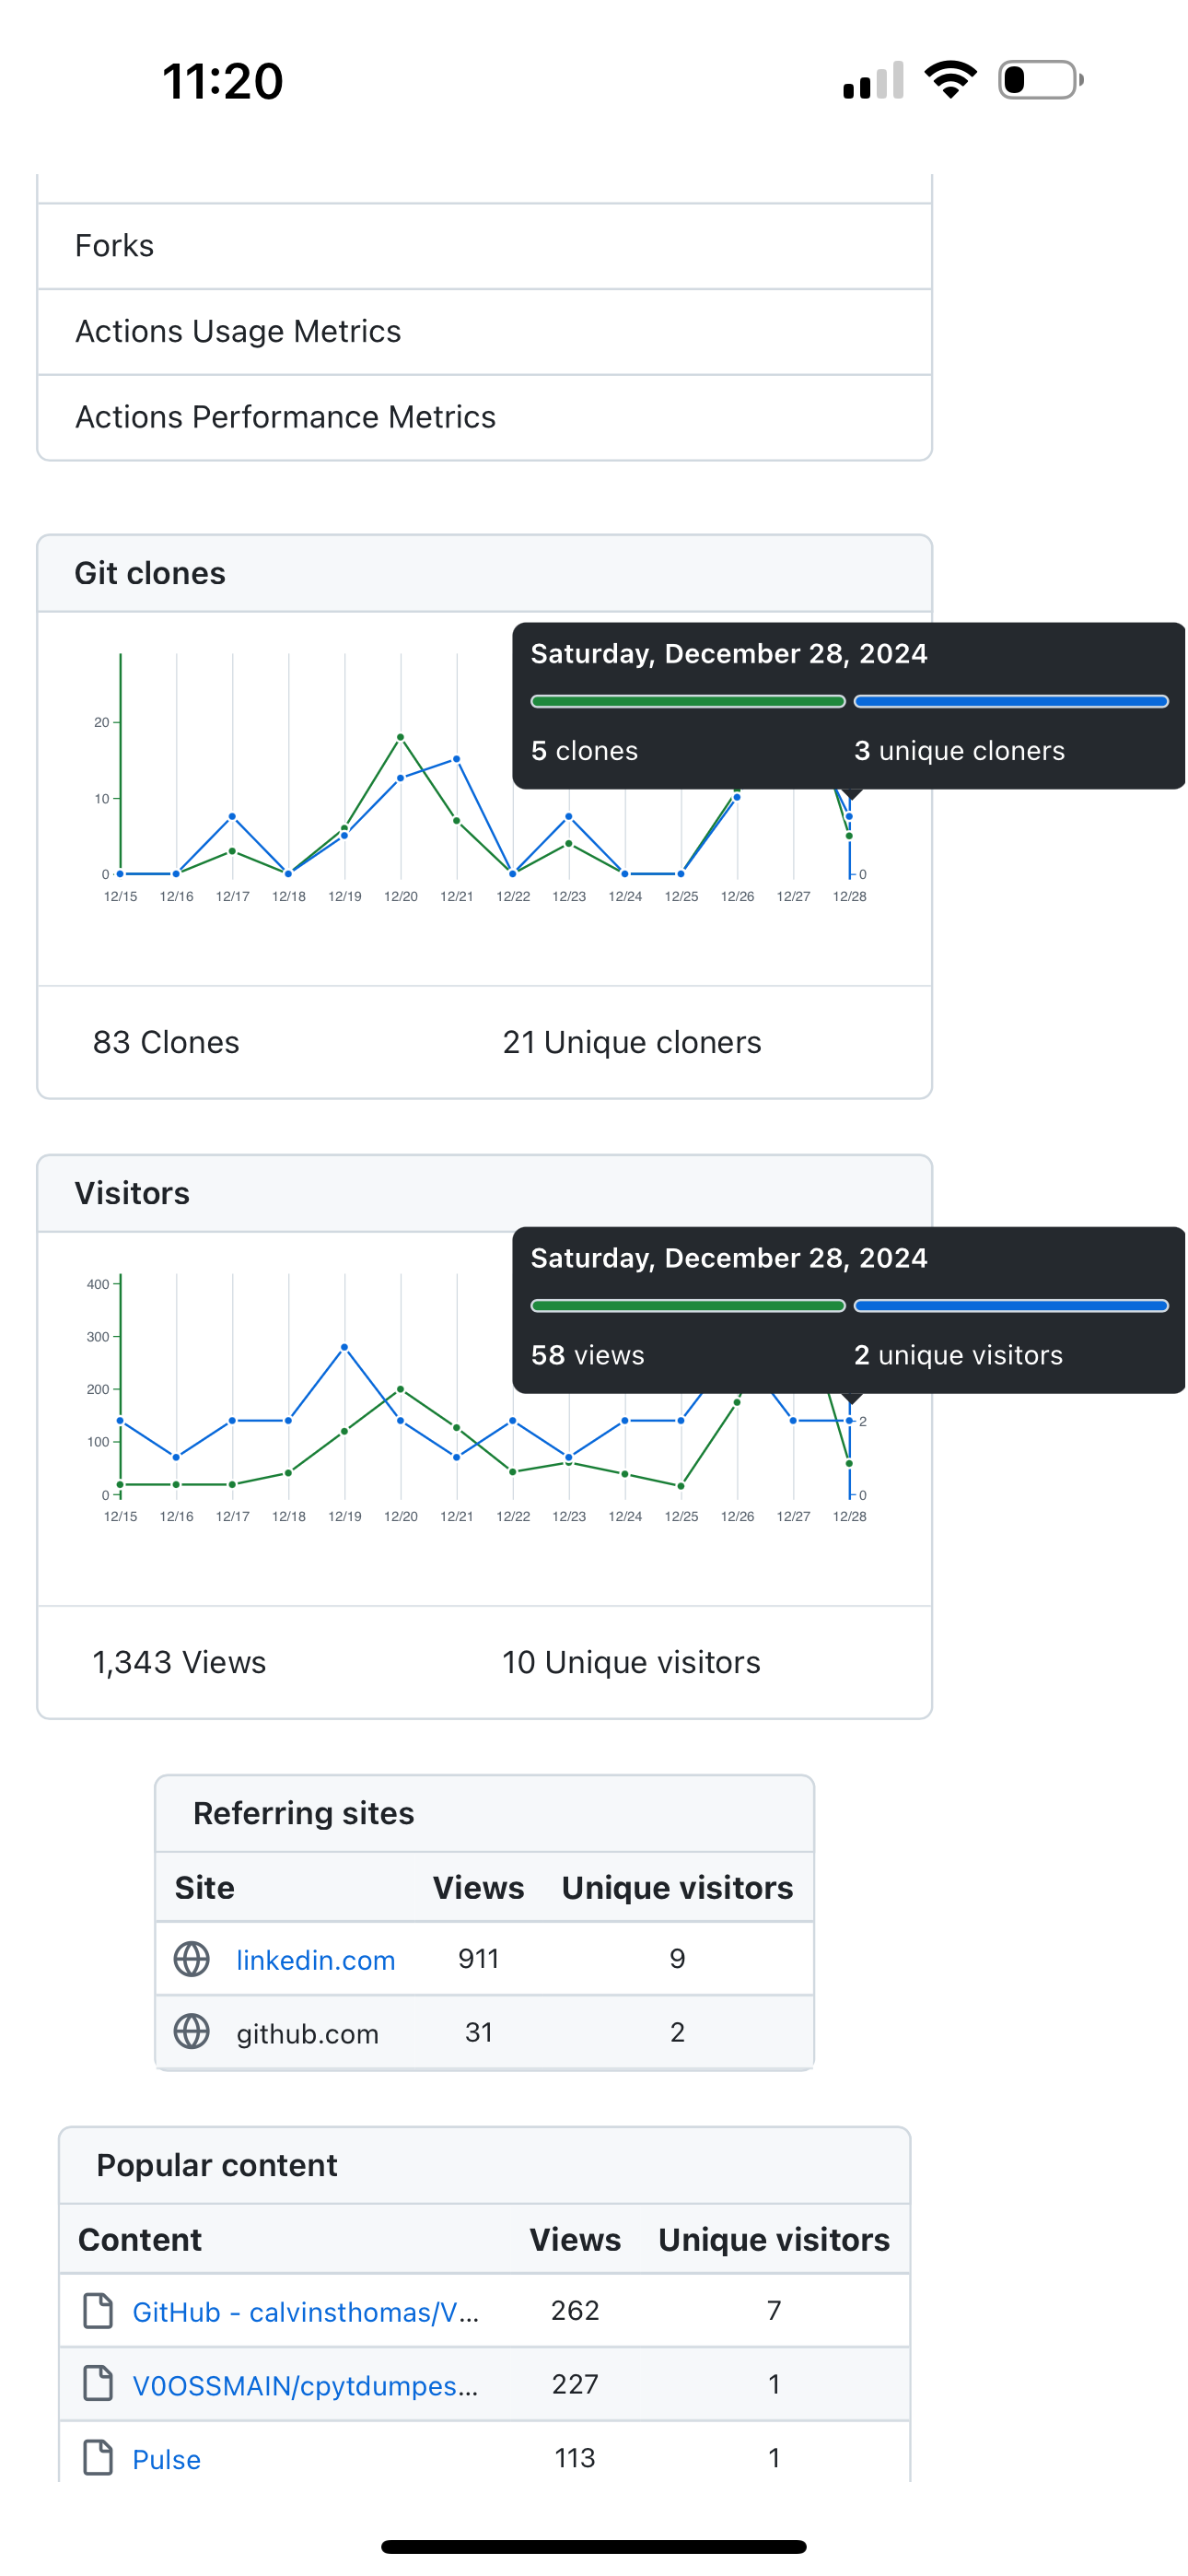 11:20
Forks
Actions Usage Metrics
Actions Performance Metrics
Git clones
Saturday, December 28, 2024
5 clones 3 unique cloners
20
10
0 0
12/15 12/16 12/17 12/18 12/19 12/20 12/21 12/22 12/23 12/24 12/25 12/26 12/27 12/28
83 Clones 21 Unique cloners
Visitors
Saturday, December 28, 2024
58 views 2 unique visitors
400
300
200
100 2
0 0
12/15 12/16 12/17 12/18 12/19 12/20 12/21 12/22 12/23 12/24 12/25 12/26 12/27 12/28
1,343 Views 10 Unique visitors
Referring sites
Site Views Unique visitors
linkedin.com 911 9
github.com 31 2
Popular content
Content Views Unique visitors
GitHub - calvinsthomas/V... 262 7
V0OSSMAIN/cpytdumpes... 227 1
Pulse 113 1